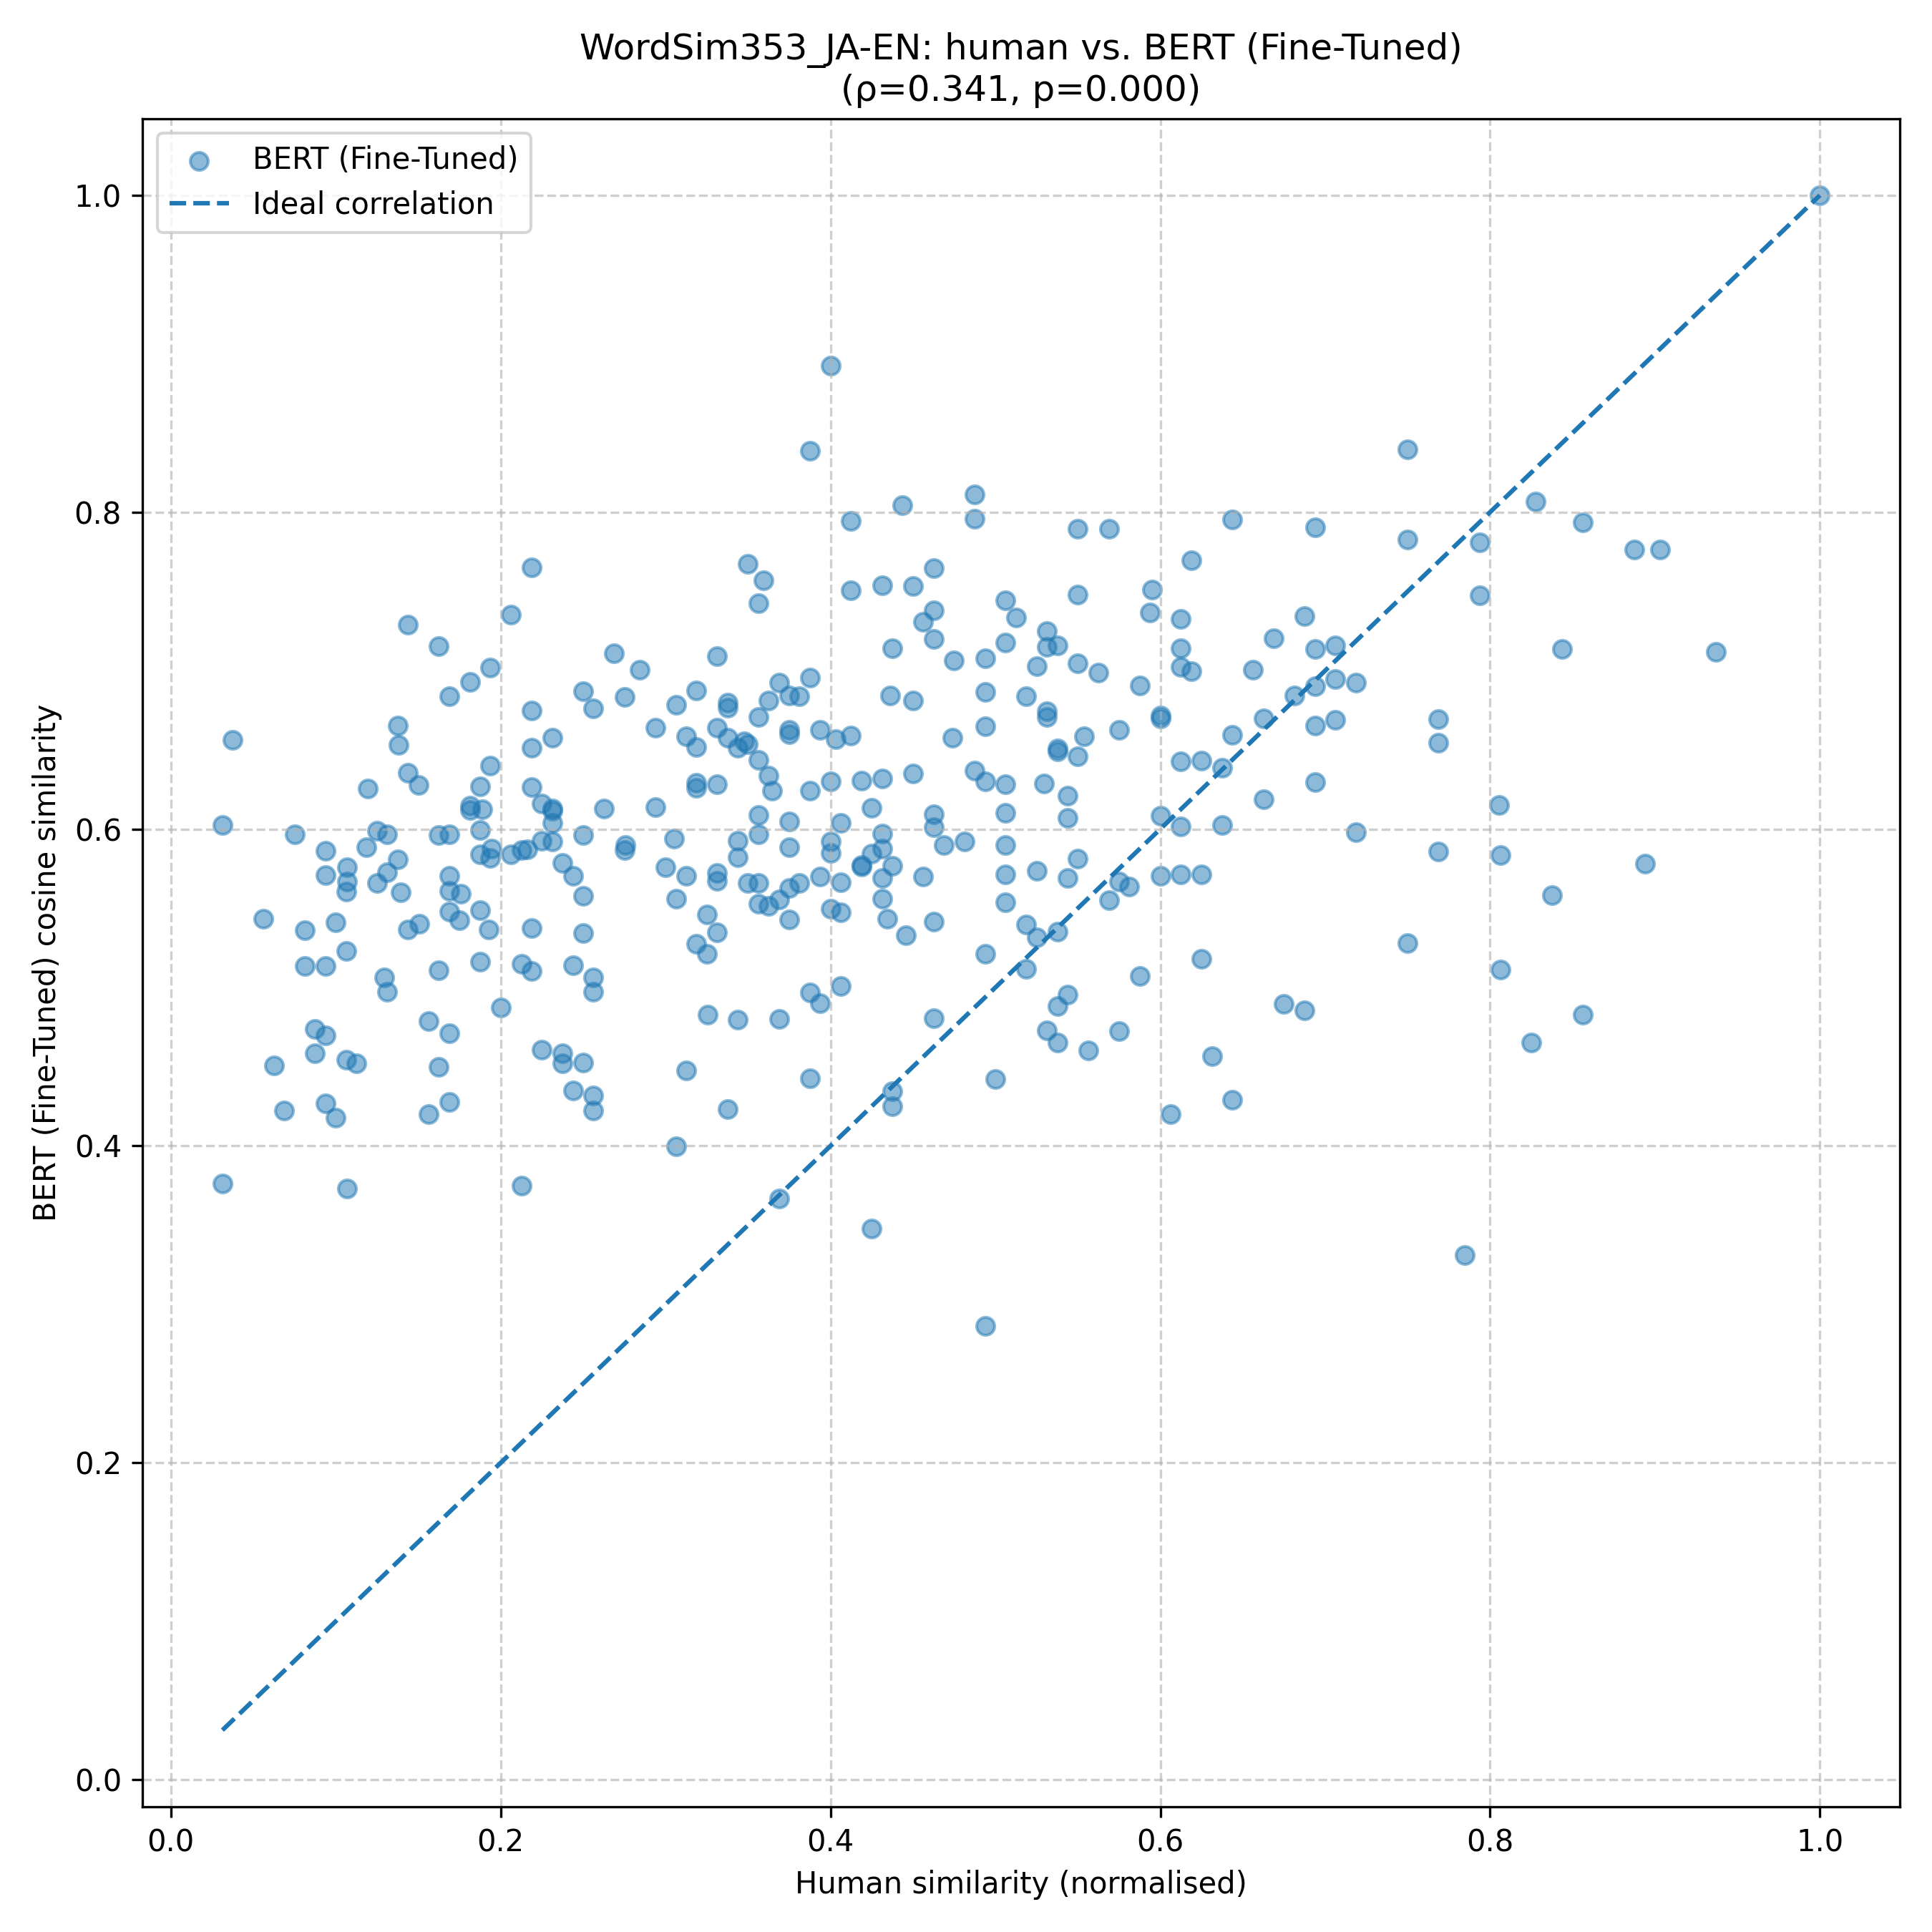 WordSim353_JA-EN: human vs. BERT (Fine-Tuned)
(ρ=0.341, p=0.000)
BERT (Fine-Tuned)
Ideal correlation
1.0
0.8
0.6
0.4
0.2
0.0
BERT (Fine-Tuned) cosine similarity
0.0 0.2 0.4 0.6 0.8 1.0
Human similarity (normalised)